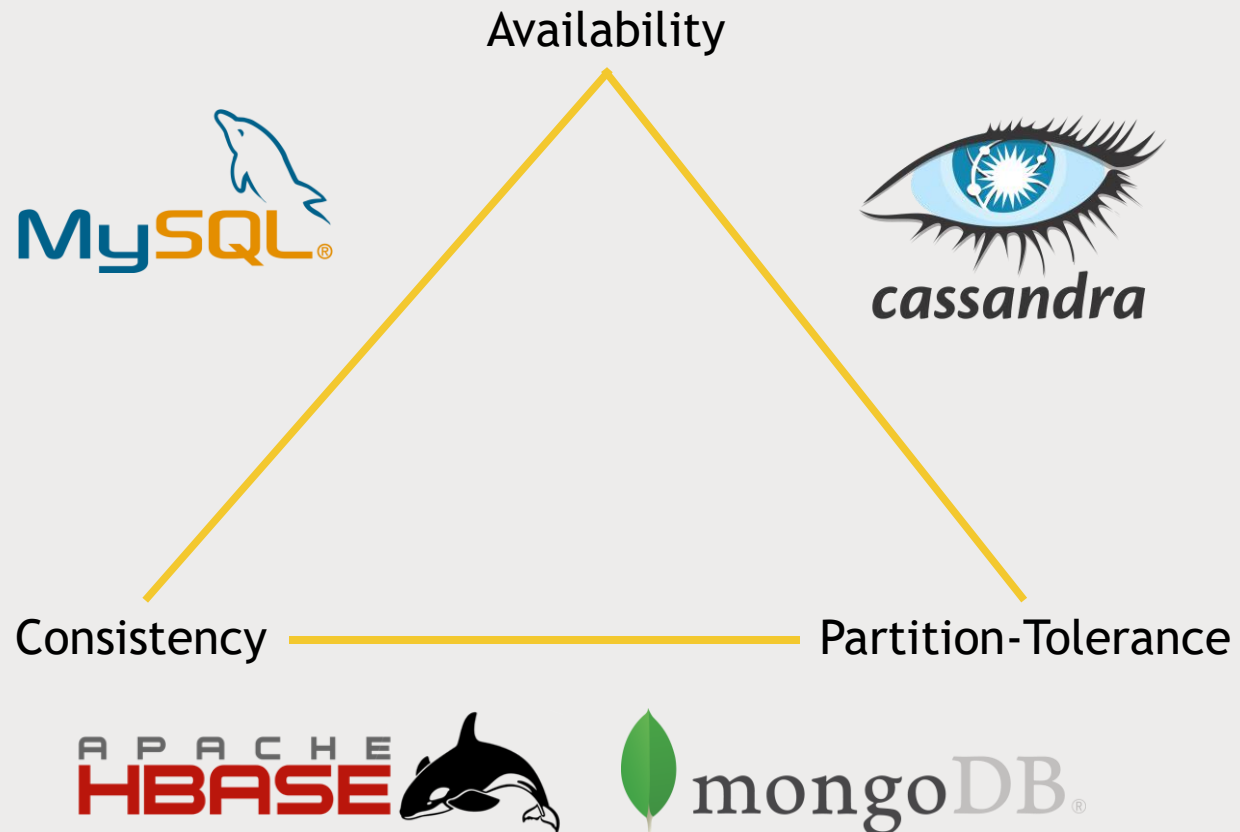 Availability
MySQL®
cassandra
Consistency
Partition-Tolerance
APACHE
HBASE
mongoDB®